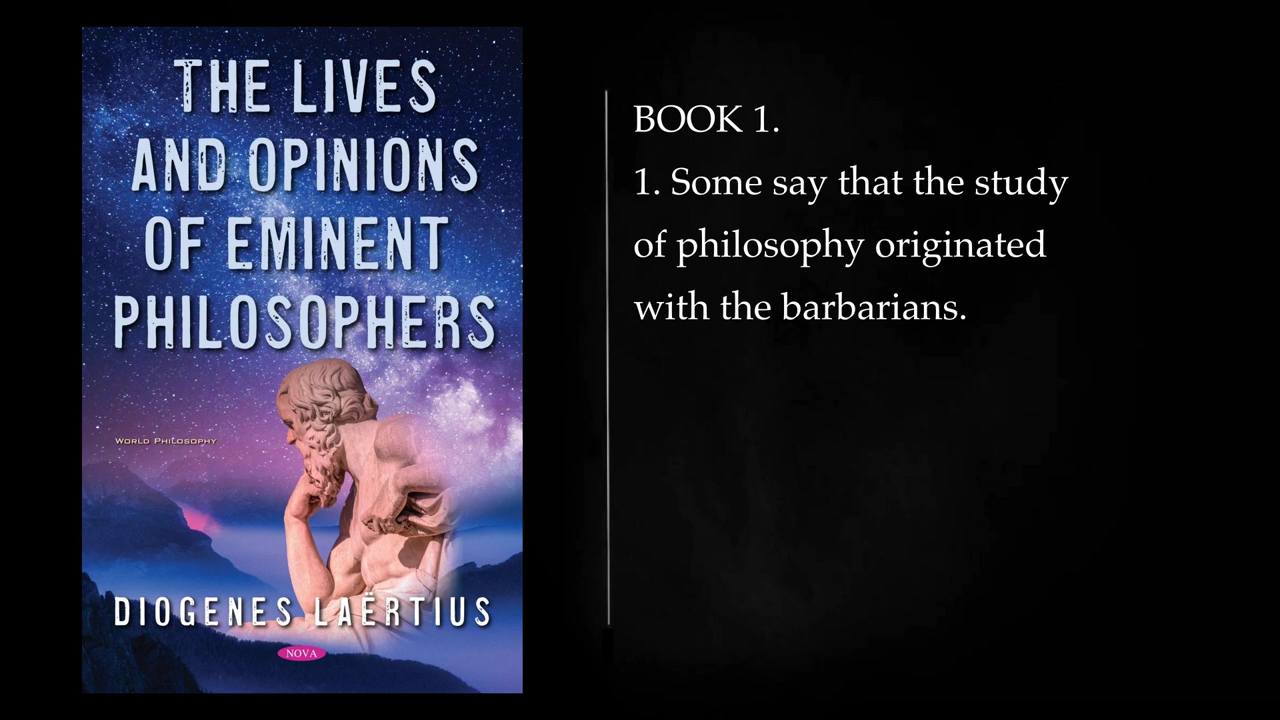 THE LIVES
AND OPINIONS
OF EMINENT
PHILOSOPHERS
WORLD PHILOSOPHY
DIOGENES LAËRTIUS
NOVA
BOOK 1.
1. Some say that the study
of philosophy originated
with the barbarians.